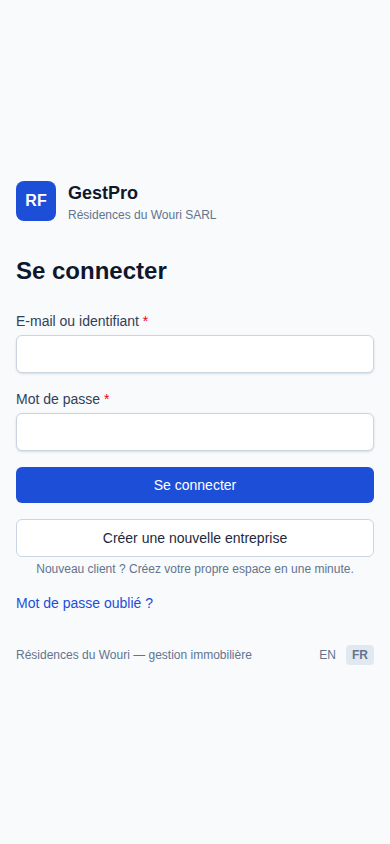 RF
GestPro
Résidences du Wouri SARL
Se connecter
E-mail ou identifiant *
Mot de passe *
Se connecter
Créer une nouvelle entreprise
Nouveau client ? Créez votre propre espace en une minute.
Mot de passe oublié ?
Résidences du Wouri — gestion immobilière EN FR